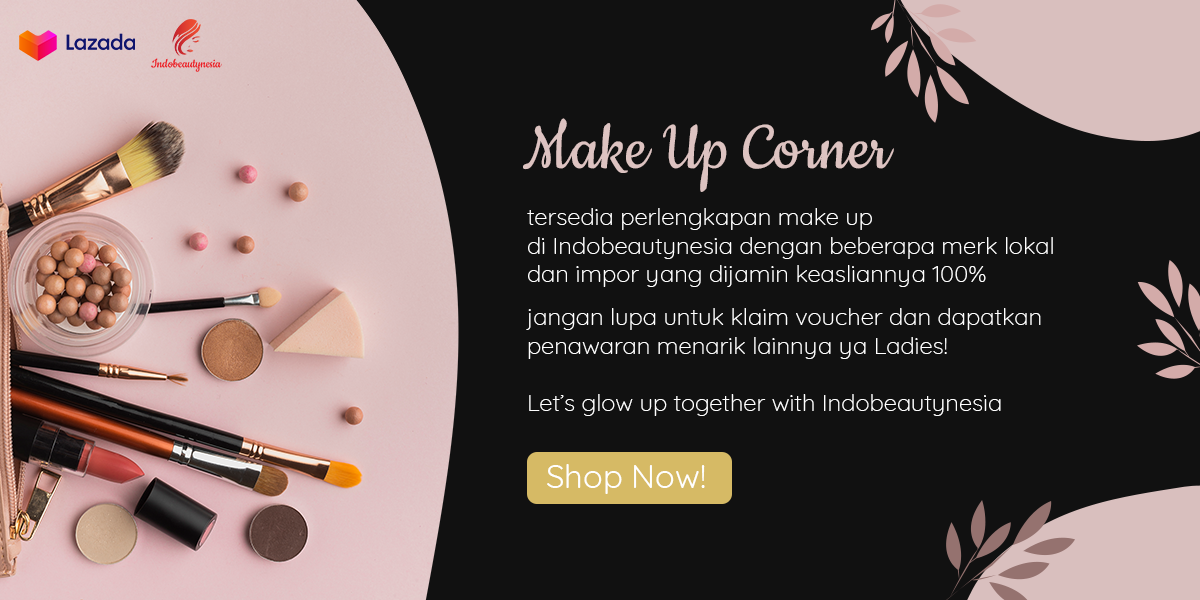 Lazada
Indobeautynesia
Make Up Corner
tersedia perlengkapan make up
di Indobeautynesia dengan beberapa merk lokal
dan impor yang dijamin keasliannya 100%
jangan lupa untuk klaim voucher dan dapatkan
penawaran menarik lainnya ya Ladies!
Let's glow up together with Indobeautynesia
Shop Now!